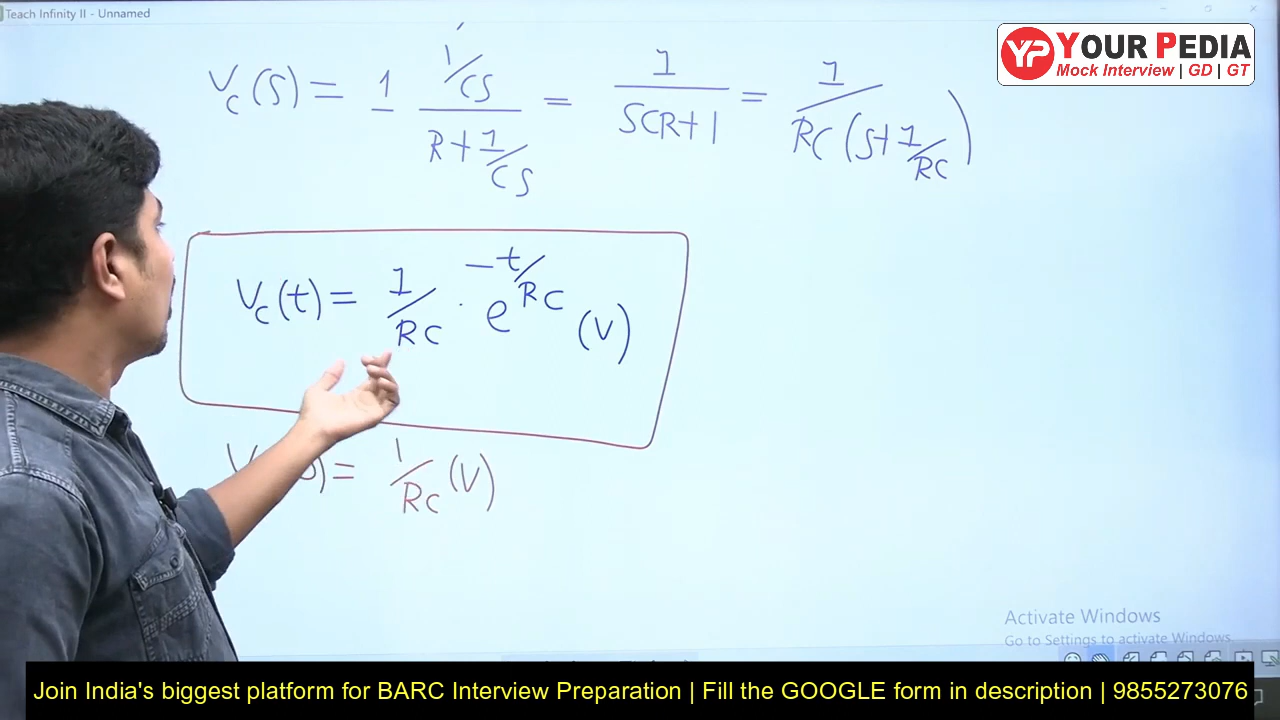 Teach Infinity II - Unnamed
YOUR PEDIA
YP
Mock Interview | GD | GT
Vc(s) = 1 (1/Cs)/(R + 1/Cs) = 1/(SCR+1) = 1/(RC(S+1/RC))
Vc(t) = 1/RC · e^(-t/RC) (V)
= 1/RC (V)
Activate Windows
Go to Settings to activate Windows.
Join India's biggest platform for BARC Interview Preparation | Fill the GOOGLE form in description | 9855273076